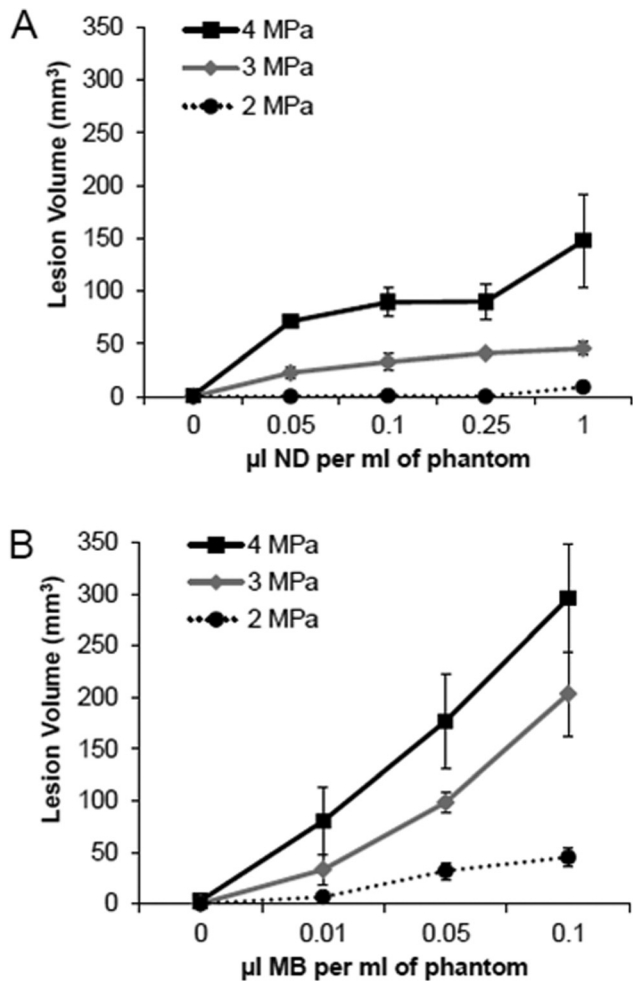 A
350
300
250
200
150
100
50
0
Lesion Volume (mm³)
4 MPa
3 MPa
2 MPa
0 0.05 0.1 0.25 1
µl ND per ml of phantom
B
350
300
250
200
150
100
50
0
Lesion Volume (mm³)
4 MPa
3 MPa
2 MPa
0 0.01 0.05 0.1
µl MB per ml of phantom